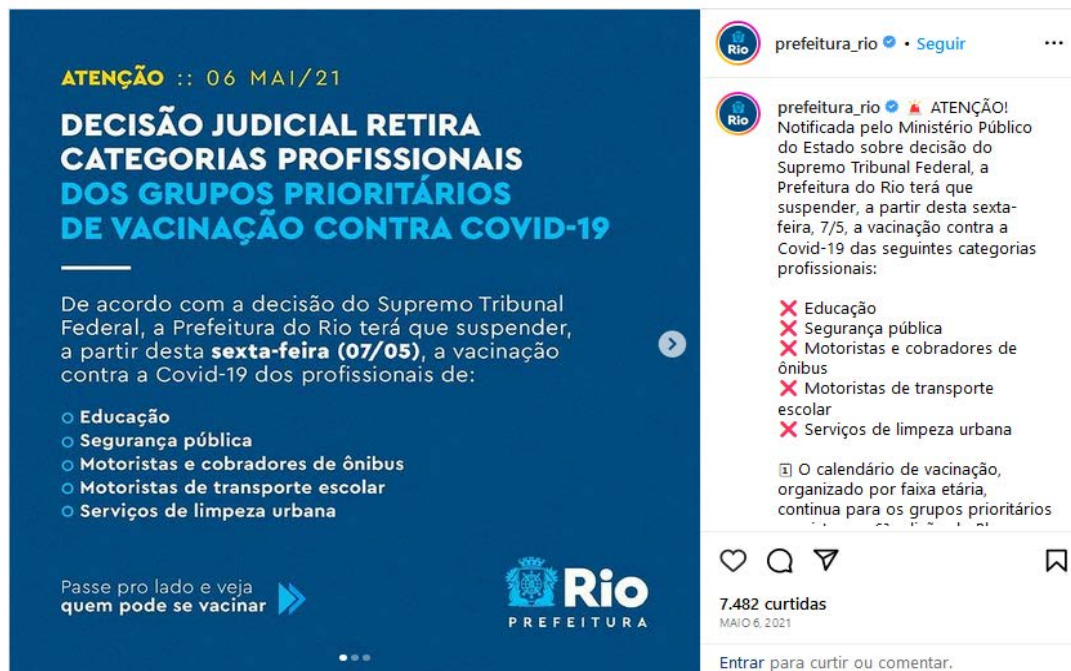 ATENÇÃO :: 06 MAI/21
DECISÃO JUDICIAL RETIRA
CATEGORIAS PROFISSIONAIS
DOS GRUPOS PRIORITÁRIOS
DE VACINAÇÃO CONTRA COVID-19
De acordo com a decisão do Supremo Tribunal
Federal, a Prefeitura do Rio terá que suspender,
a partir desta sexta-feira (07/05), a vacinação
contra a Covid-19 dos profissionais de:
Educação
Segurança pública
Motoristas e cobradores de ônibus
Motoristas de transporte escolar
Serviços de limpeza urbana
Passe pro lado e veja
quem pode se vacinar
Rio
PREFEITURA
Rio
prefeitura_rio • Seguir
Rio
prefeitura_rio 🚨 ATENÇÃO!
Notificada pelo Ministério Público
do Estado sobre decisão do
Supremo Tribunal Federal, a
Prefeitura do Rio terá que
suspender, a partir desta sexta-
feira, 7/5, a vacinação contra a
Covid-19 das seguintes categorias
profissionais:
❌ Educação
❌ Segurança pública
❌ Motoristas e cobradores de
ônibus
❌ Motoristas de transporte
escolar
❌ Serviços de limpeza urbana
1 O calendário de vacinação,
organizado por faixa etária,
continua para os grupos prioritários
7.482 curtidas
MAIO 6, 2021
Entrar para curtir ou comentar.